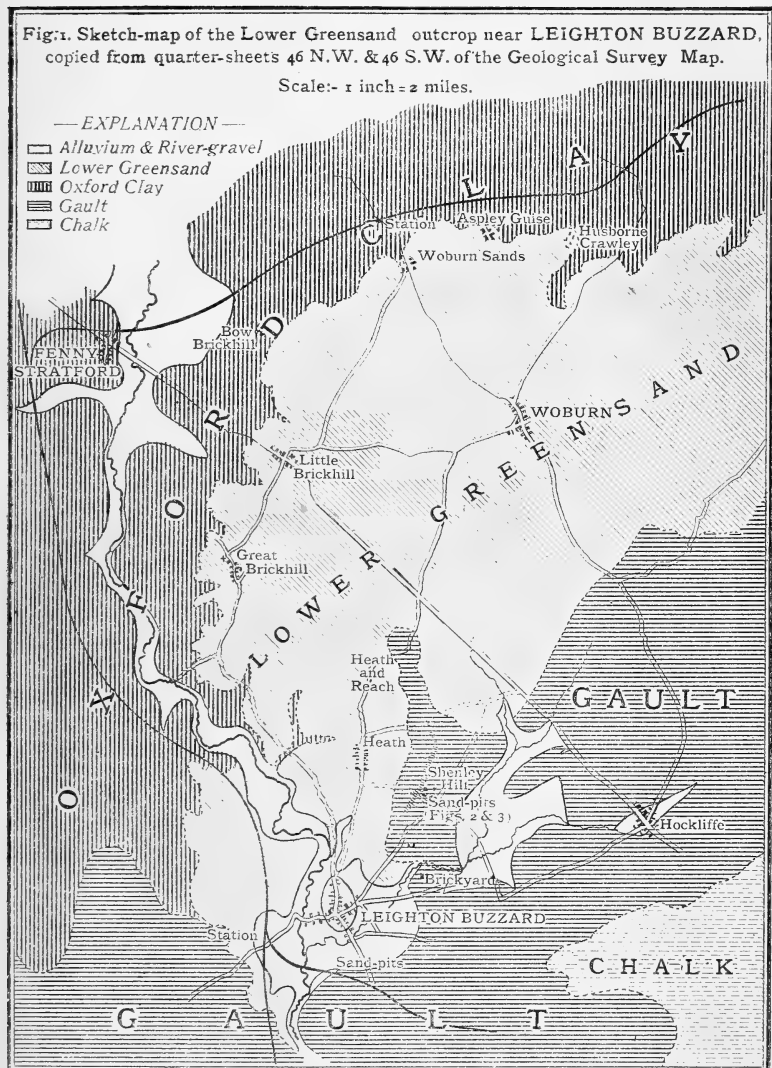 Fig:1. Sketch-map of the Lower Greensand outcrop near LEIGHTON BUZZARD,
copied from quarter-sheets 46 N.W. & 46 S.W. of the Geological Survey Map.
Scale:- 1 inch = 2 miles.
— EXPLANATION —
Alluvium & River-gravel
Lower Greensand
Oxford Clay
Gault
Chalk
OXFORD CLAY
Station
Aspley Guise
Husborne
Crawley
Woburn Sands
Bow
Brickhill
FENNY
STRATFORD
WOBURN
LOWER GREENSAND
Little
Brickhill
Great
Brickhill
Heath
and
Reach
GAULT
Heath
Shenley
Hill
Sand-pits
Figs. 2 & 3)
Hockliffe
Brickyard
LEIGHTON BUZZARD
Station
Sand-pits
CHALK
GAULT